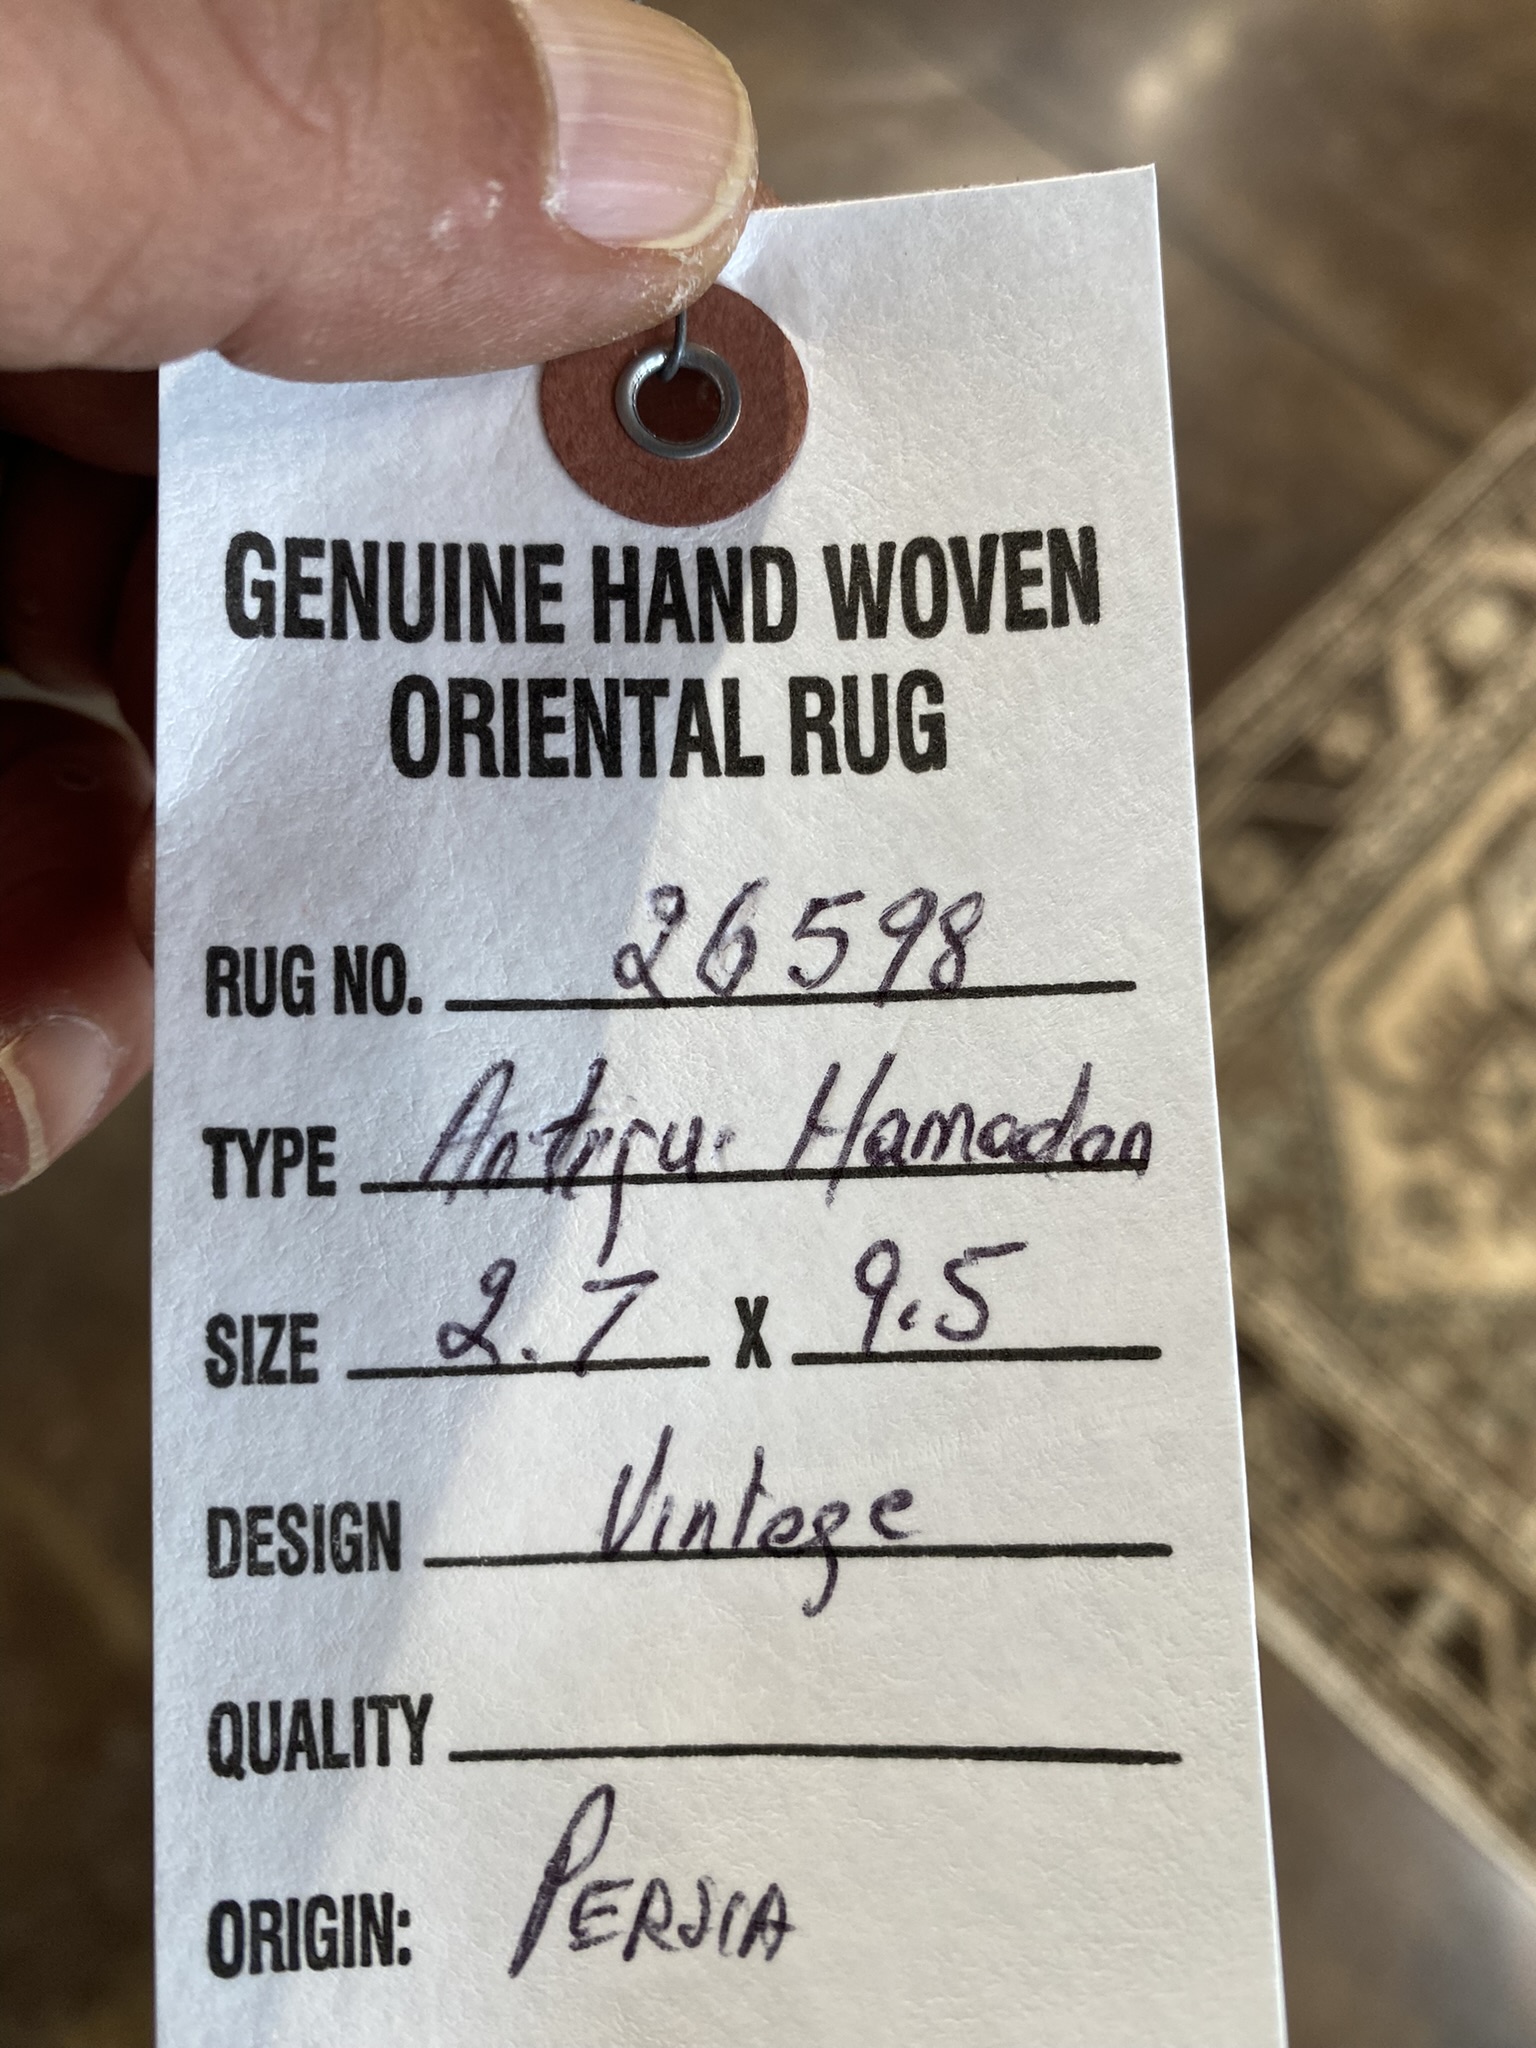 GENUINE HAND WOVEN
ORIENTAL RUG
RUG NO. 26598
TYPE Antique Hamadan
SIZE 2.7 X 9.5
DESIGN Vintage
QUALITY
ORIGIN: PERSIA